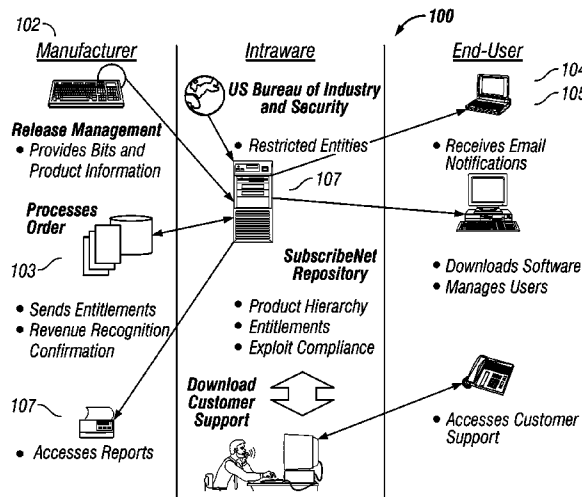 102
100
Manufacturer
Intraware
End-User
104
105
US Bureau of Industry
and Security
Release Management
• Provides Bits and
Product Information
• Restricted Entities
• Receives Email
Notifications
107
Processes
Order
103
SubscribeNet
Repository
• Sends Entitlements
• Revenue Recognition
Confirmation
• Product Hierarchy
• Entitlements
• Exploit Compliance
• Downloads Software
• Manages Users
Download
Customer
Support
107
• Accesses Reports
• Accesses Customer
Support